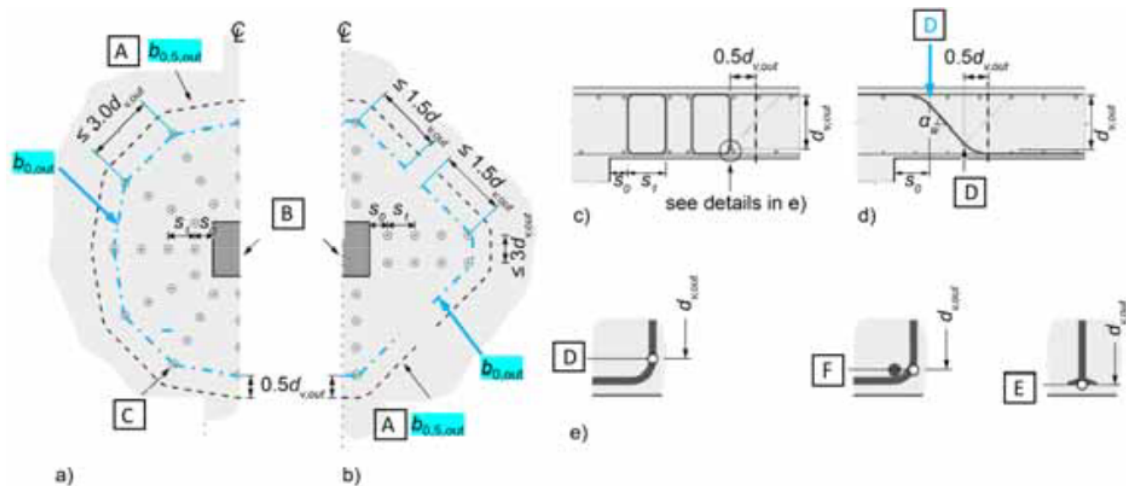 ℄
A b0,5,out
≤ 3.0dv,out
b0,out
s1 s0
B
C
0.5dv,out
a)
℄
≤ 1.5dv,out
≤ 1.5dv,out
s0 s1
≤ 3dv,out
b0,out
A b0,5,out
b)
0.5dv,out
dv,out
s0 s1
see details in e)
c)
D
0.5dv,out
dv,out
s0
D
d)
D
dv,out
F
dv,out
E
dv,out
e)